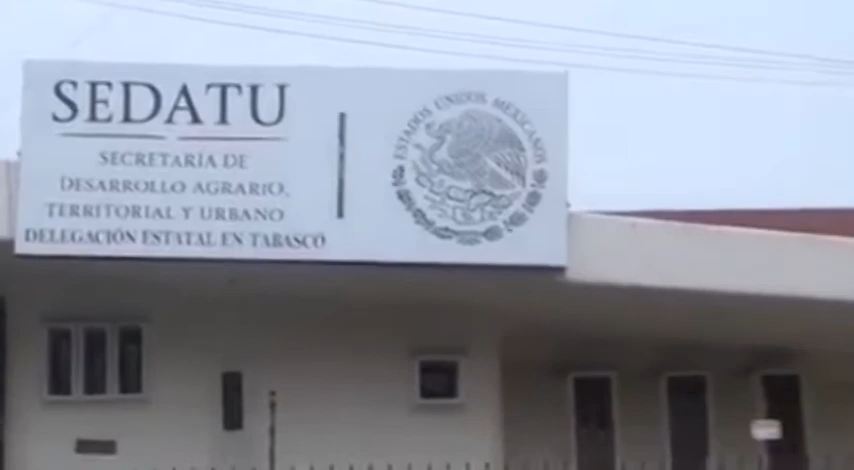 SEDATU
SECRETARÍA DE
DESARROLLO AGRARIO,
TERRITORIAL Y URBANO
DELEGACIÓN ESTATAL EN TABASCO
ESTADOS UNIDOS MEXICANOS